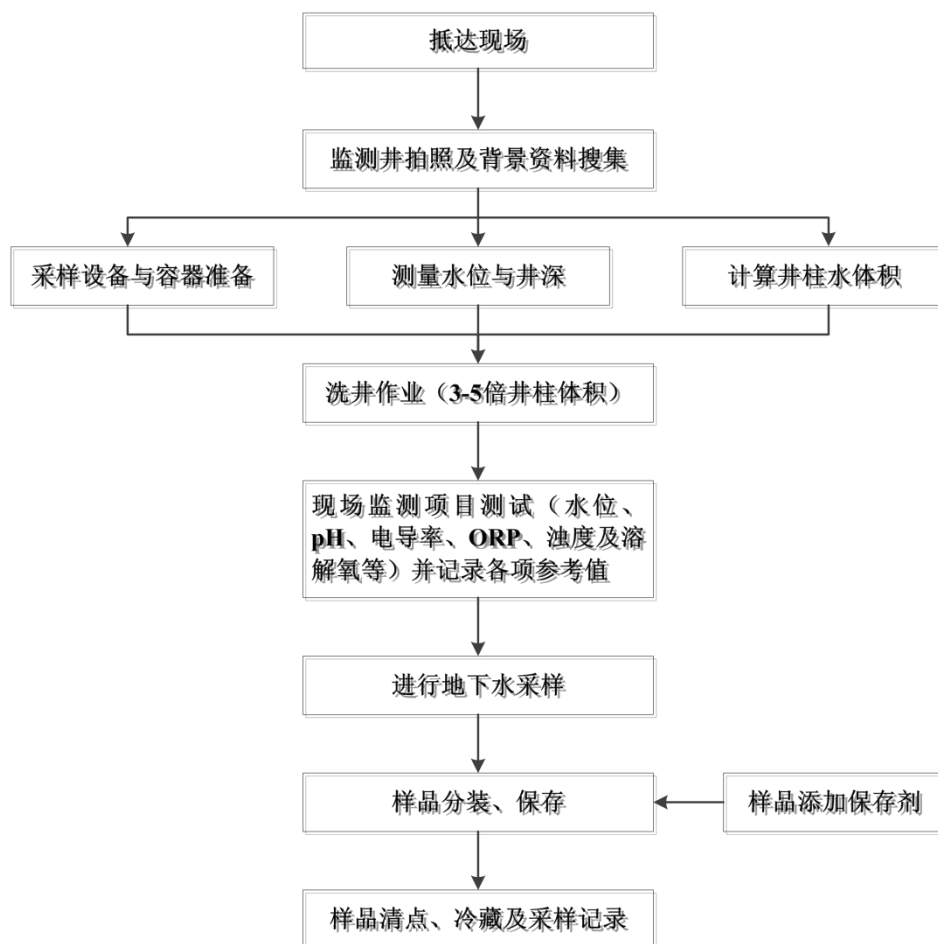 抵达现场
监测井拍照及背景资料搜集
采样设备与容器准备
测量水位与井深
计算井柱水体积
洗井作业（3-5倍井柱体积）
现场监测项目测试（水位、
pH、电导率、ORP、浊度及溶
解氧等）并记录各项参考值
进行地下水采样
样品分装、保存
样品添加保存剂
样品清点、冷藏及采样记录